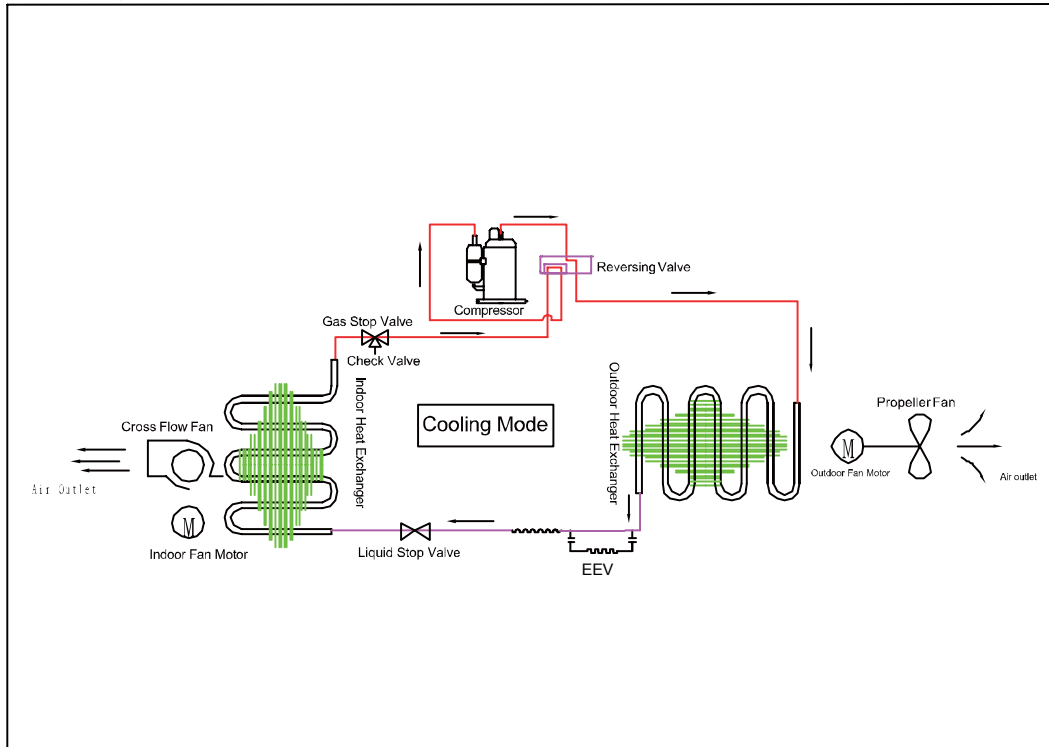 Reversing Valve
Compressor
Gas Stop Valve
Check Valve
Indoor Heat Exchanger
Outdoor Heat Exchanger
Cooling Mode
Propeller Fan
Cross Flow Fan
M
Outdoor Fan Motor
Air outlet
Air Outlet
M
Indoor Fan Motor
Liquid Stop Valve
EEV